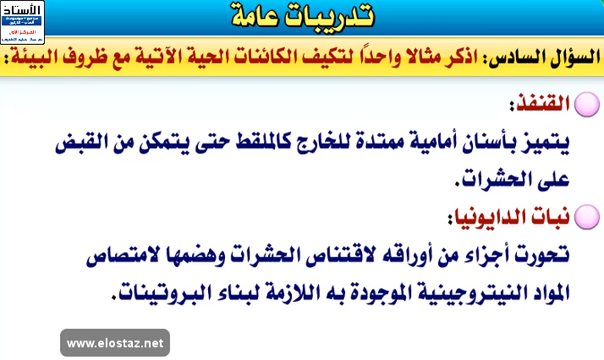 الأستاذ
تدريبات عامة
السؤال السادس: اذكر مثالا واحدًا لتكيف الكائنات الحية الآتية مع ظروف البيئة:
القنفذ:
يتميز بأسنان أمامية ممتدة للخارج كالملقط حتى يتمكن من القبض
على الحشرات.
نبات الدايونيا:
تحورت أجزاء من أوراقه لاقتناص الحشرات وهضمها لامتصاص
المواد النيتروجينية الموجودة به اللازمة لبناء البروتينات.
www.elostaz.net